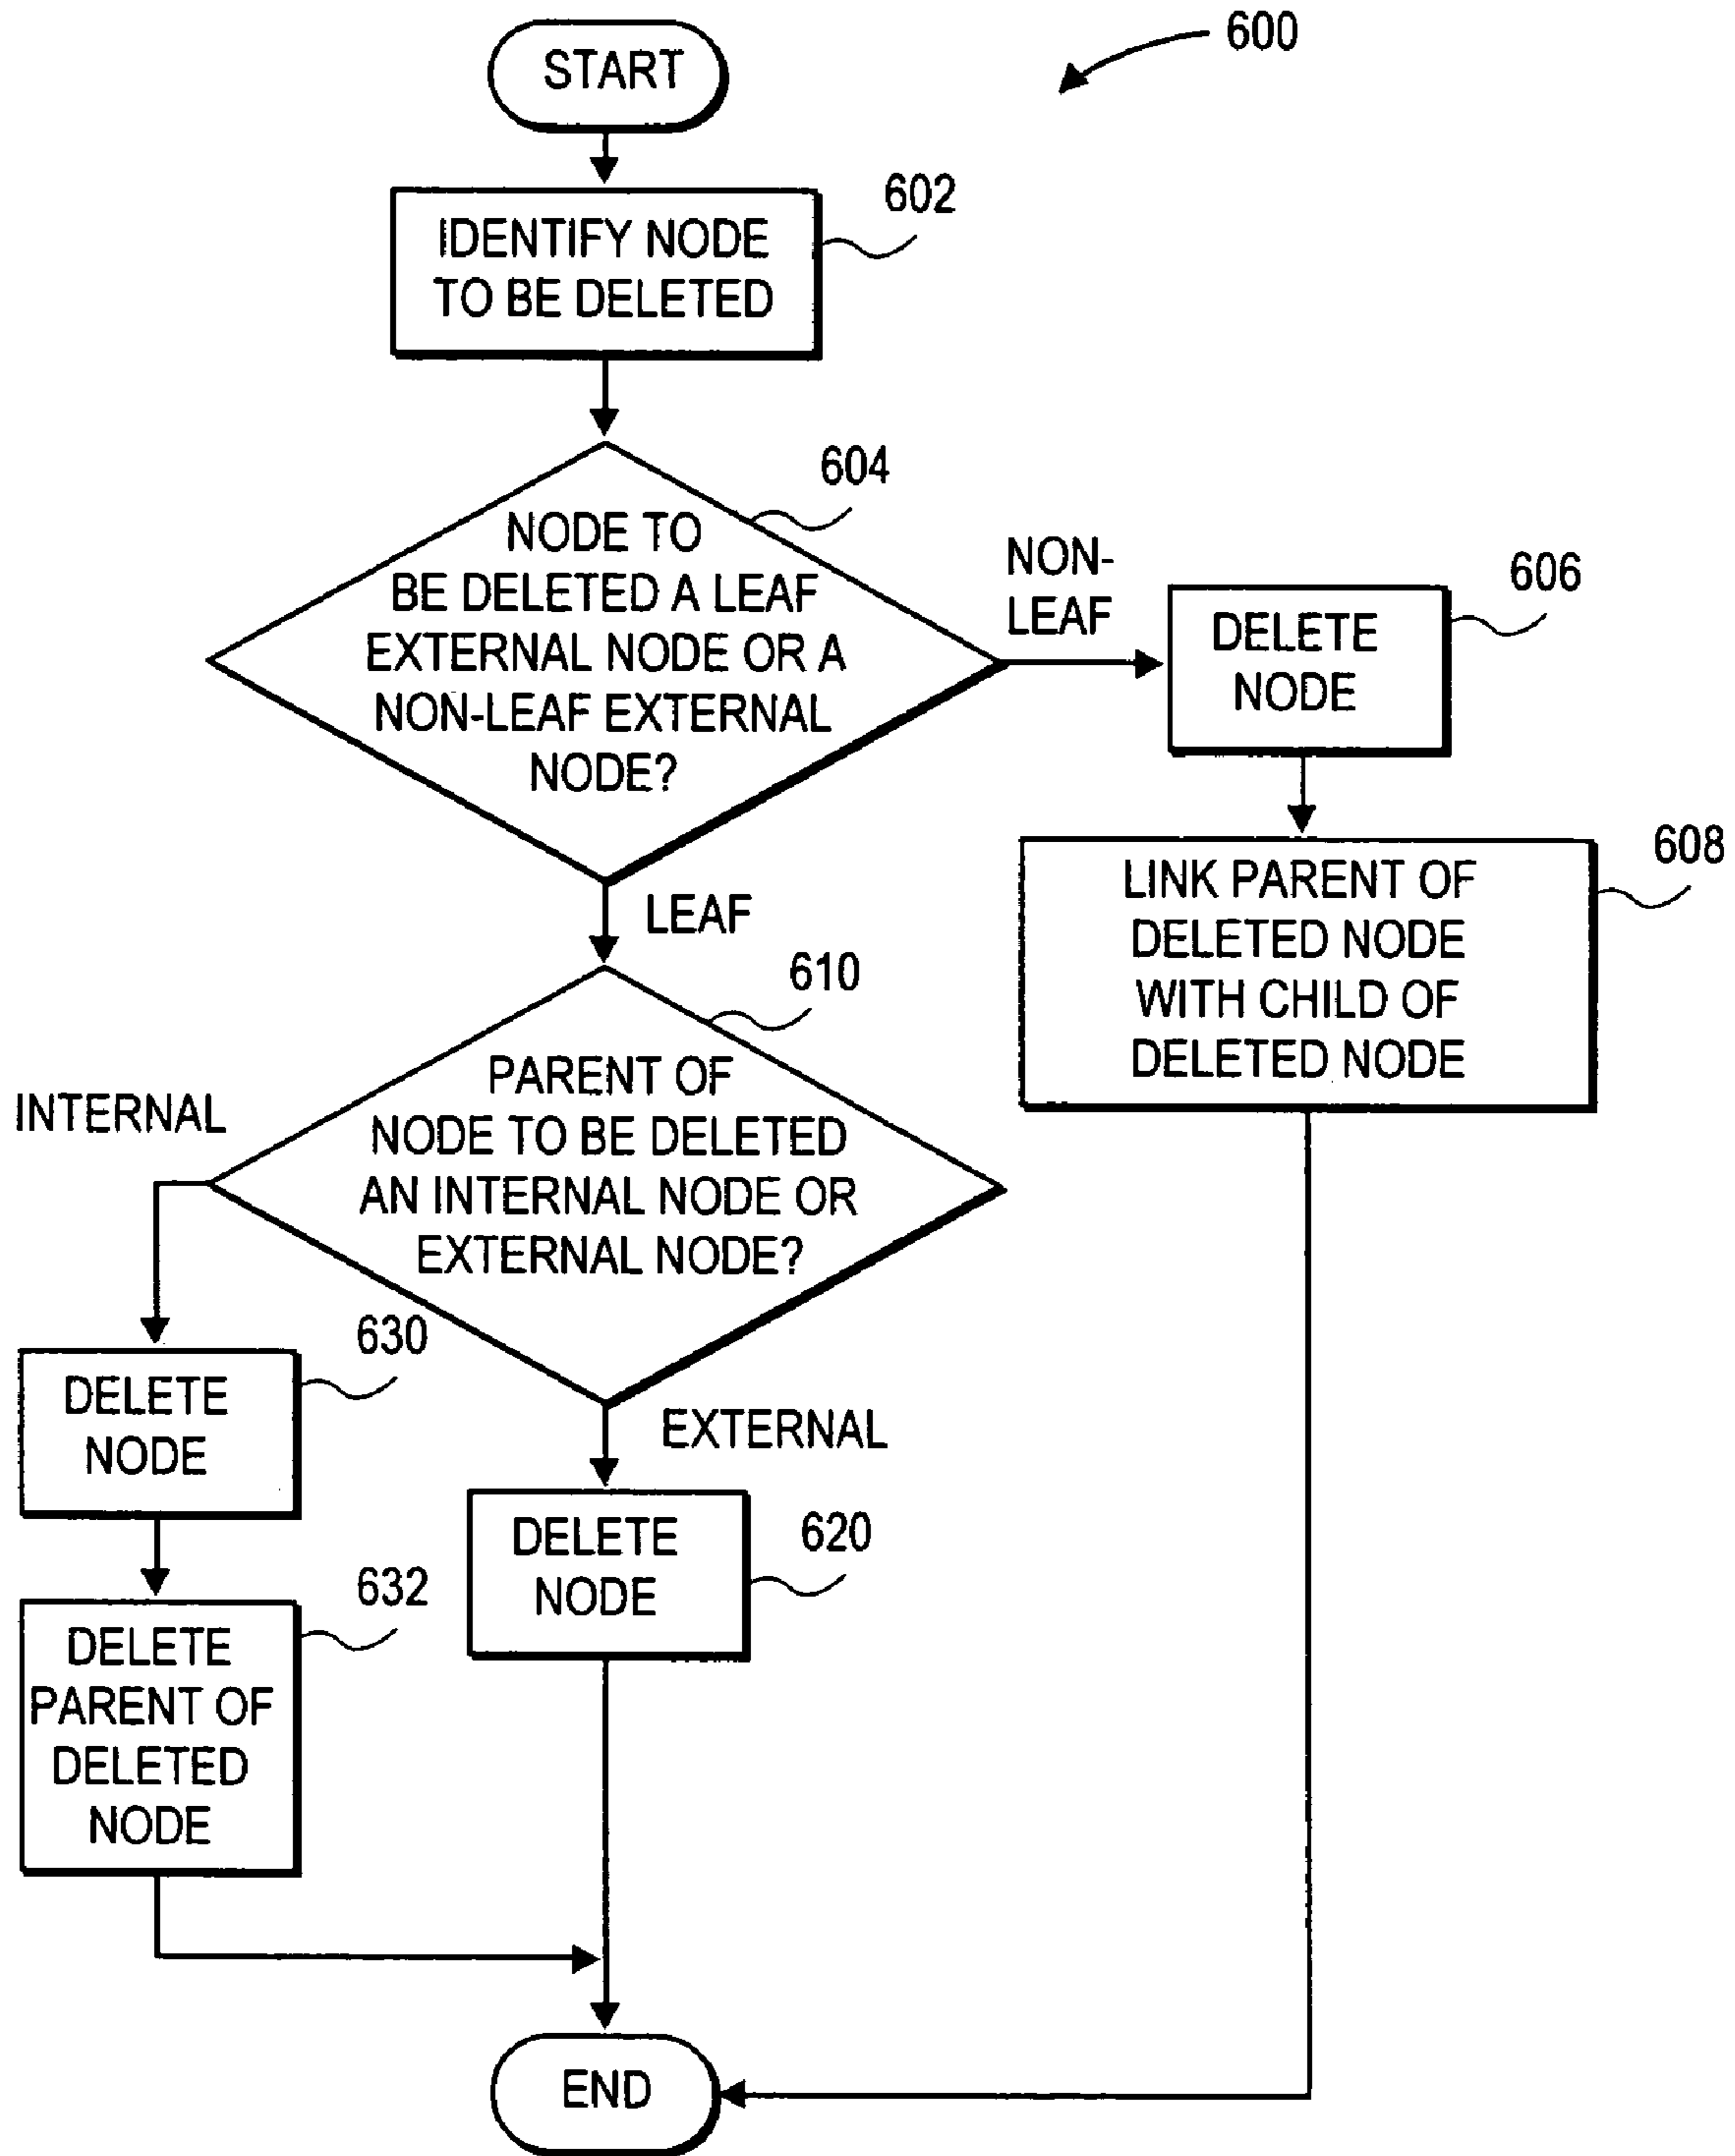 START
600
IDENTIFY NODE
TO BE DELETED
602
NODE TO
BE DELETED A LEAF
EXTERNAL NODE OR A
NON-LEAF EXTERNAL
NODE?
604
NON-
LEAF
DELETE
NODE
606
LINK PARENT OF
DELETED NODE
WITH CHILD OF
DELETED NODE
608
LEAF
PARENT OF
NODE TO BE DELETED
AN INTERNAL NODE OR
EXTERNAL NODE?
610
INTERNAL
DELETE
NODE
630
EXTERNAL
DELETE
NODE
620
DELETE
PARENT OF
DELETED
NODE
632
END